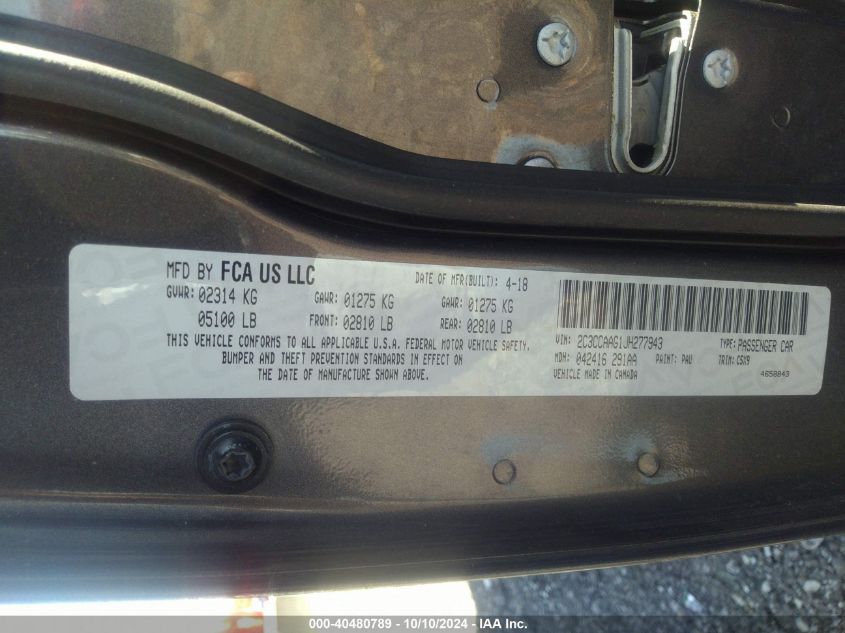 MFD BY FCA US LLC DATE OF MFR(BUILT): 4-18
GVWR: 02314 KG GAWR: 01275 KG GAWR: 01275 KG
05100 LB FRONT: 02810 LB REAR: 02810 LB
THIS VEHICLE CONFORMS TO ALL APPLICABLE U.S.A. FEDERAL MOTOR VEHICLE SAFETY,
BUMPER AND THEFT PREVENTION STANDARDS IN EFFECT ON
THE DATE OF MANUFACTURE SHOWN ABOVE.
VIN: 2C3CCAAG1JH277943 TYPE: PASSENGER CAR
MDH: 042416 291AA PAINT: PAU TRIM: C5X9
VEHICLE MADE IN CANADA 4658843
000-40480789 - 10/10/2024 - IAA Inc.